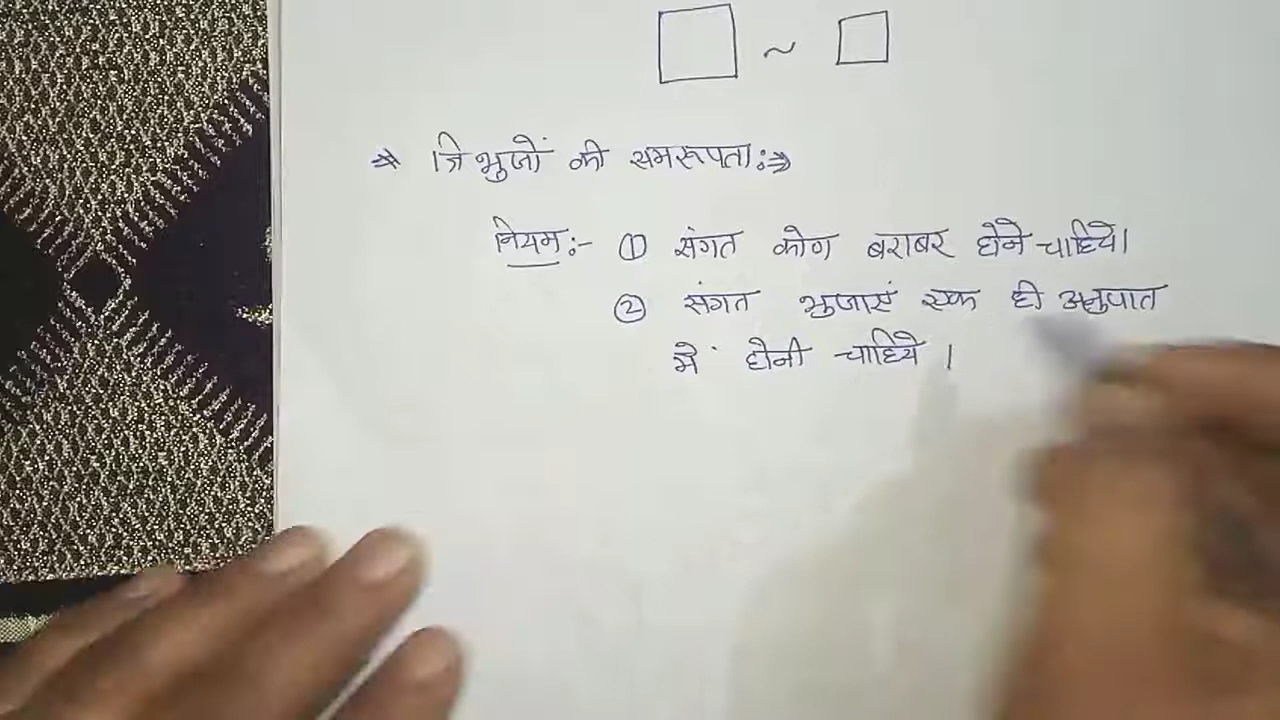 ~
→ त्रिभुजों की समरूपता :⇒
नियम :- ① संगत कोण बराबर होने चाहिये।
② संगत भुजाएं एक ही अनुपात
में होनी चाहिये ।